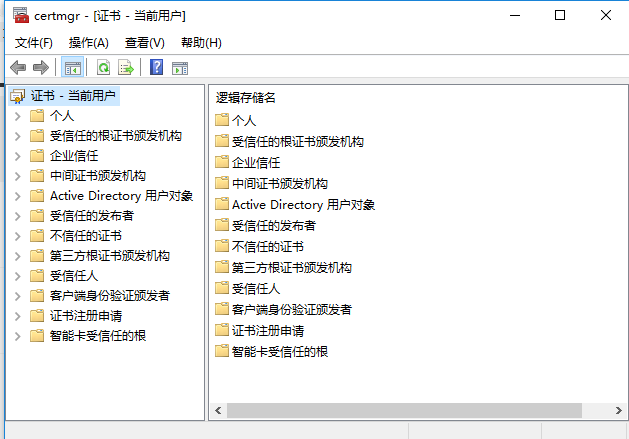 certmgr - [证书 - 当前用户]
文件(F) 操作(A) 查看(V) 帮助(H)
证书 - 当前用户
个人
受信任的根证书颁发机构
企业信任
中间证书颁发机构
Active Directory 用户对象
受信任的发布者
不信任的证书
第三方根证书颁发机构
受信任人
客户端身份验证颁发者
证书注册申请
智能卡受信任的根
逻辑存储名
个人
受信任的根证书颁发机构
企业信任
中间证书颁发机构
Active Directory 用户对象
受信任的发布者
不信任的证书
第三方根证书颁发机构
受信任人
客户端身份验证颁发者
证书注册申请
智能卡受信任的根